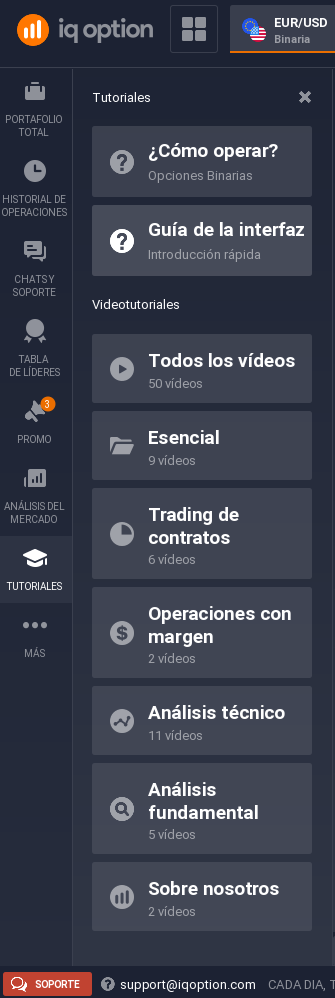 iq option
EUR/USD
Binaria
PORTAFOLIO
TOTAL
HISTORIAL DE
OPERACIONES
CHATS Y
SOPORTE
TABLA
DE LÍDERES
3
PROMO
ANÁLISIS DEL
MERCADO
TUTORIALES
MÁS
Tutoriales
¿Cómo operar?
Opciones Binarias
Guía de la interfaz
Introducción rápida
Videotutoriales
Todos los vídeos
50 vídeos
Esencial
9 vídeos
Trading de
contratos
6 vídeos
Operaciones con
margen
2 vídeos
Análisis técnico
11 vídeos
Análisis
fundamental
5 vídeos
Sobre nosotros
2 vídeos
SOPORTE
support@iqoption.com
CADA DIA, T